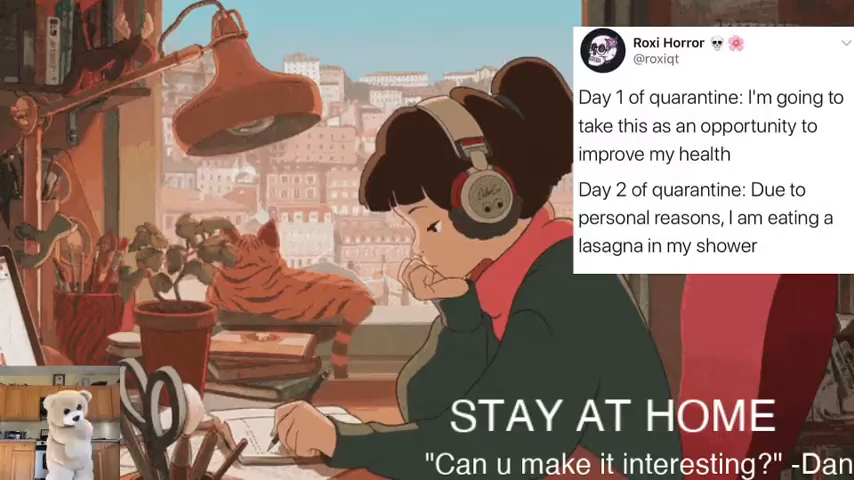 Roxi Horror 💀🌸
@roxiqt
Day 1 of quarantine: I'm going to
take this as an opportunity to
improve my health
Day 2 of quarantine: Due to
personal reasons, I am eating a
lasagna in my shower
STAY AT HOME
"Can u make it interesting?" -Dan